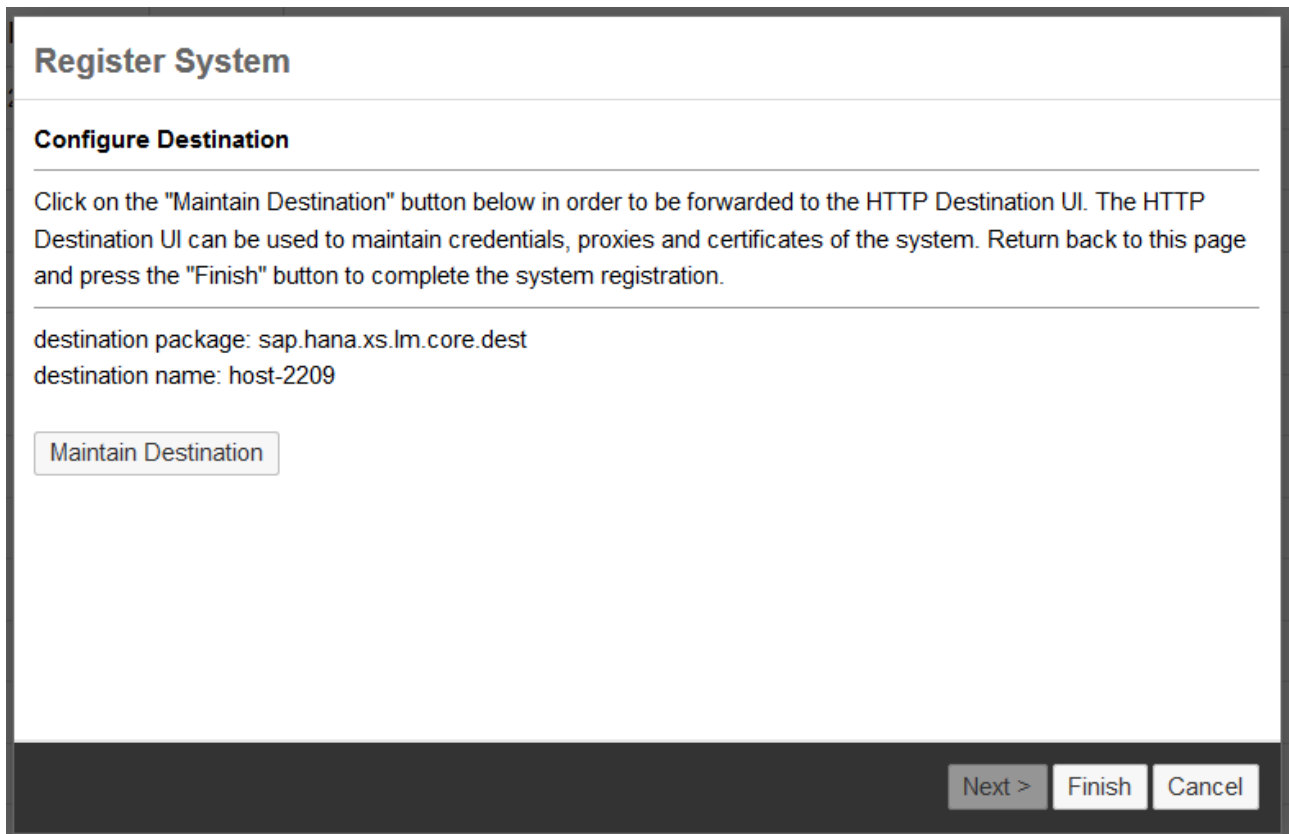 Register System
Configure Destination
Click on the "Maintain Destination" button below in order to be forwarded to the HTTP Destination UI. The HTTP
Destination UI can be used to maintain credentials, proxies and certificates of the system. Return back to this page
and press the "Finish" button to complete the system registration.
destination package: sap.hana.xs.lm.core.dest
destination name: host-2209
Maintain Destination
Next > Finish Cancel